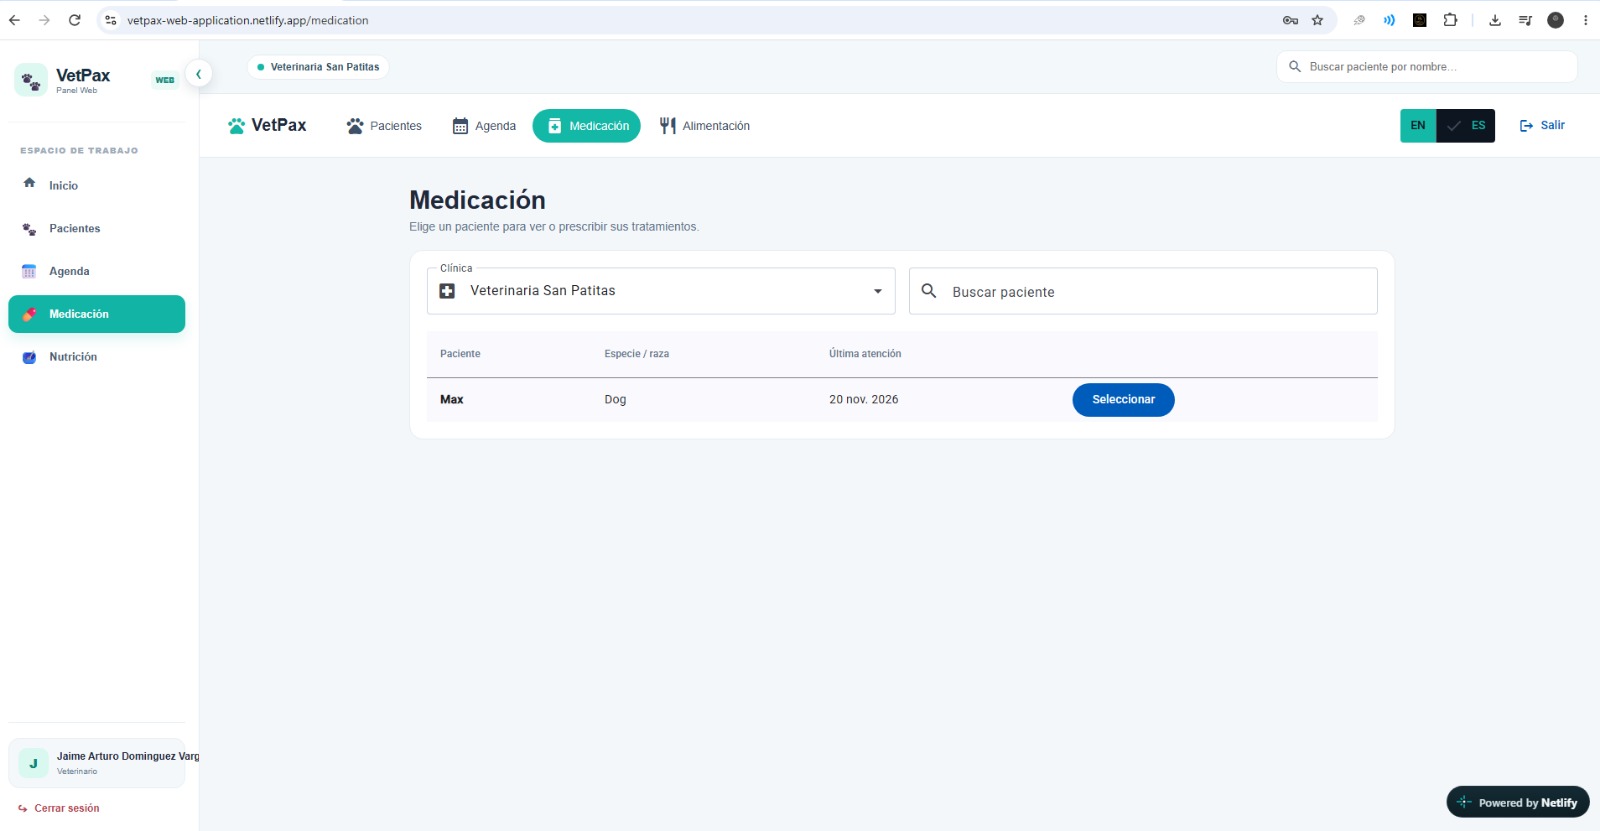 vetpax-web-application.netlify.app/medication
VetPax
Panel Web
WEB
Veterinaria San Patitas
Buscar paciente por nombre...
VetPax
Pacientes
Agenda
Medicación
Alimentación
EN
ES
Salir
ESPACIO DE TRABAJO
Inicio
Pacientes
Agenda
Medicación
Nutrición
Medicación
Elige un paciente para ver o prescribir sus tratamientos.
Clínica
Veterinaria San Patitas
Buscar paciente
Paciente Especie / raza Última atención
Max Dog 20 nov. 2026 Seleccionar
J
Jaime Arturo Dominguez Varg
Veterinario
Cerrar sesión
Powered by Netlify